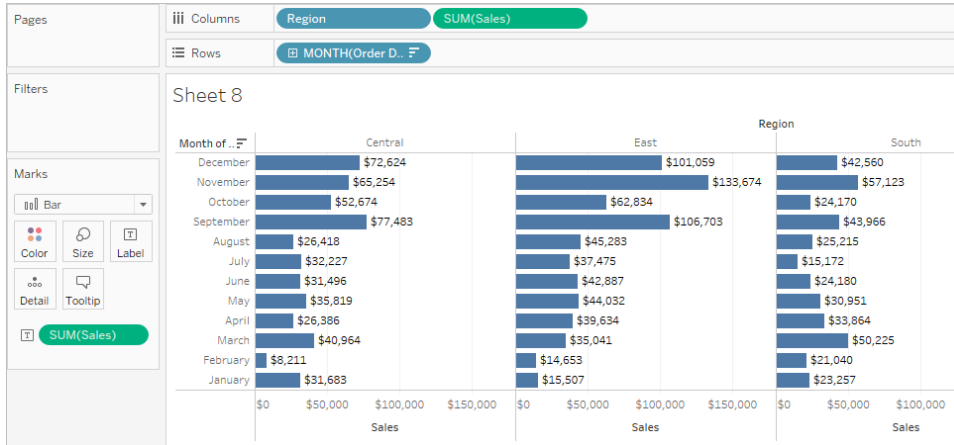 Pages
Columns
Region
SUM(Sales)
Rows
MONTH(Order D..
Filters
Sheet 8
Region
Month of ..
Central
East
South
December $72,624 $101,059 $42,560
November $65,254 $133,674 $57,123
October $52,674 $62,834 $24,170
September $77,483 $106,703 $43,966
August $26,418 $45,283 $25,215
July $32,227 $37,475 $15,172
June $31,496 $42,887 $24,180
May $35,819 $44,032 $30,951
April $26,386 $39,634 $33,864
March $40,964 $35,041 $50,225
February $8,211 $14,653 $21,040
January $31,683 $15,507 $23,257
$0 $50,000 $100,000 $150,000 $0 $50,000 $100,000 $150,000 $0 $50,000 $100,000
Sales Sales Sales
Marks
Bar
Color Size T Label
Detail Tooltip
T SUM(Sales)